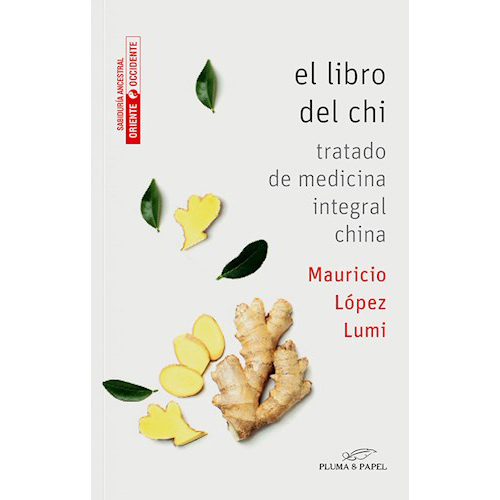 SABIDURÍA ANCESTRAL
ORIENTE OCCIDENTE
el libro
del chi
tratado
de medicina
integral
china
Mauricio
López
Lumi
PLUMA & PAPEL